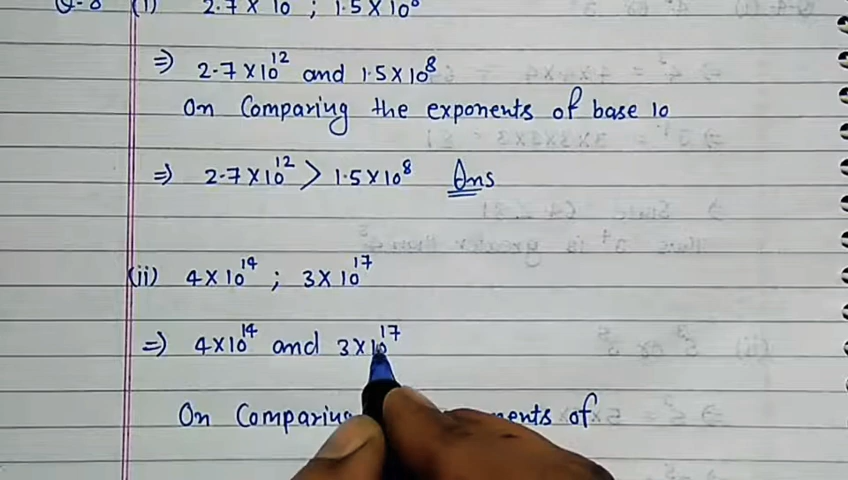 Q-8 (i) 2.7×10 ; 1.5×10⁸
⇒ 2.7×10¹² and 1.5×10⁸
On Comparing the exponents of base 10
⇒ 2.7×10¹² > 1.5×10⁸ Ans
(ii) 4×10¹⁴ ; 3×10¹⁷
⇒ 4×10¹⁴ and 3×10¹⁷
On Comparing of